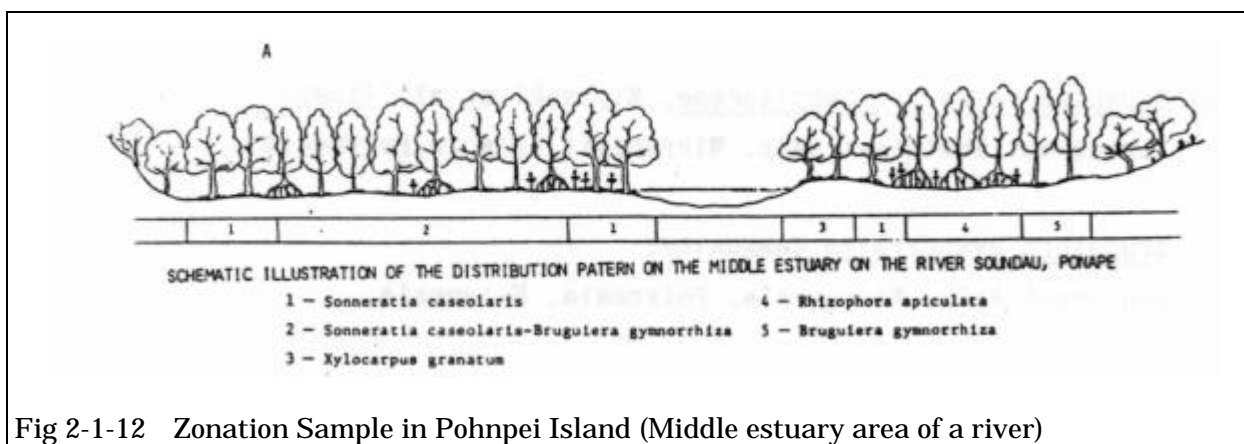 A
1 2 1 3 1 4 5
SCHEMATIC ILLUSTRATION OF THE DISTRIBUTION PATERN ON THE MIDDLE ESTUARY ON THE RIVER SOUNDAU, PONAPE
1 — Sonneratia caseolaris 4 — Rhizophora apiculata
2 — Sonneratia caseolaris-Bruguiera gymnorrhiza 5 — Bruguiera gymnorhiza
3 — Xylocarpus granatum
Fig 2-1-12 Zonation Sample in Pohnpei Island (Middle estuary area of a river)